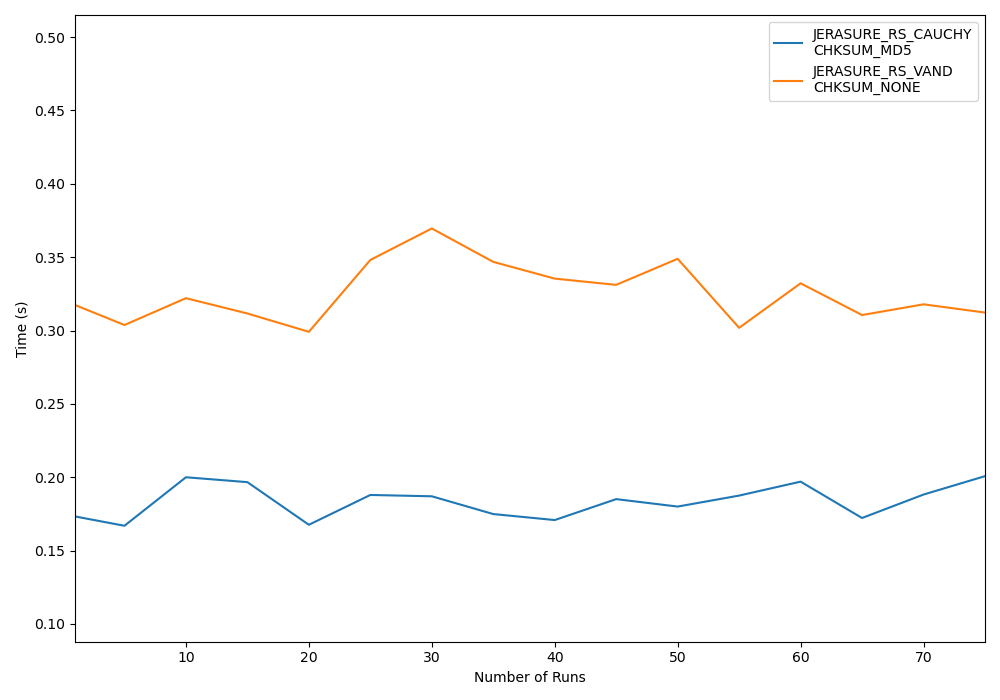 JERASURE_RS_CAUCHY
CHKSUM_MD5
JERASURE_RS_VAND
CHKSUM_NONE
0.50
0.45
0.40
0.35
0.30
0.25
0.20
0.15
0.10
Time (s)
10 20 30 40 50 60 70
Number of Runs